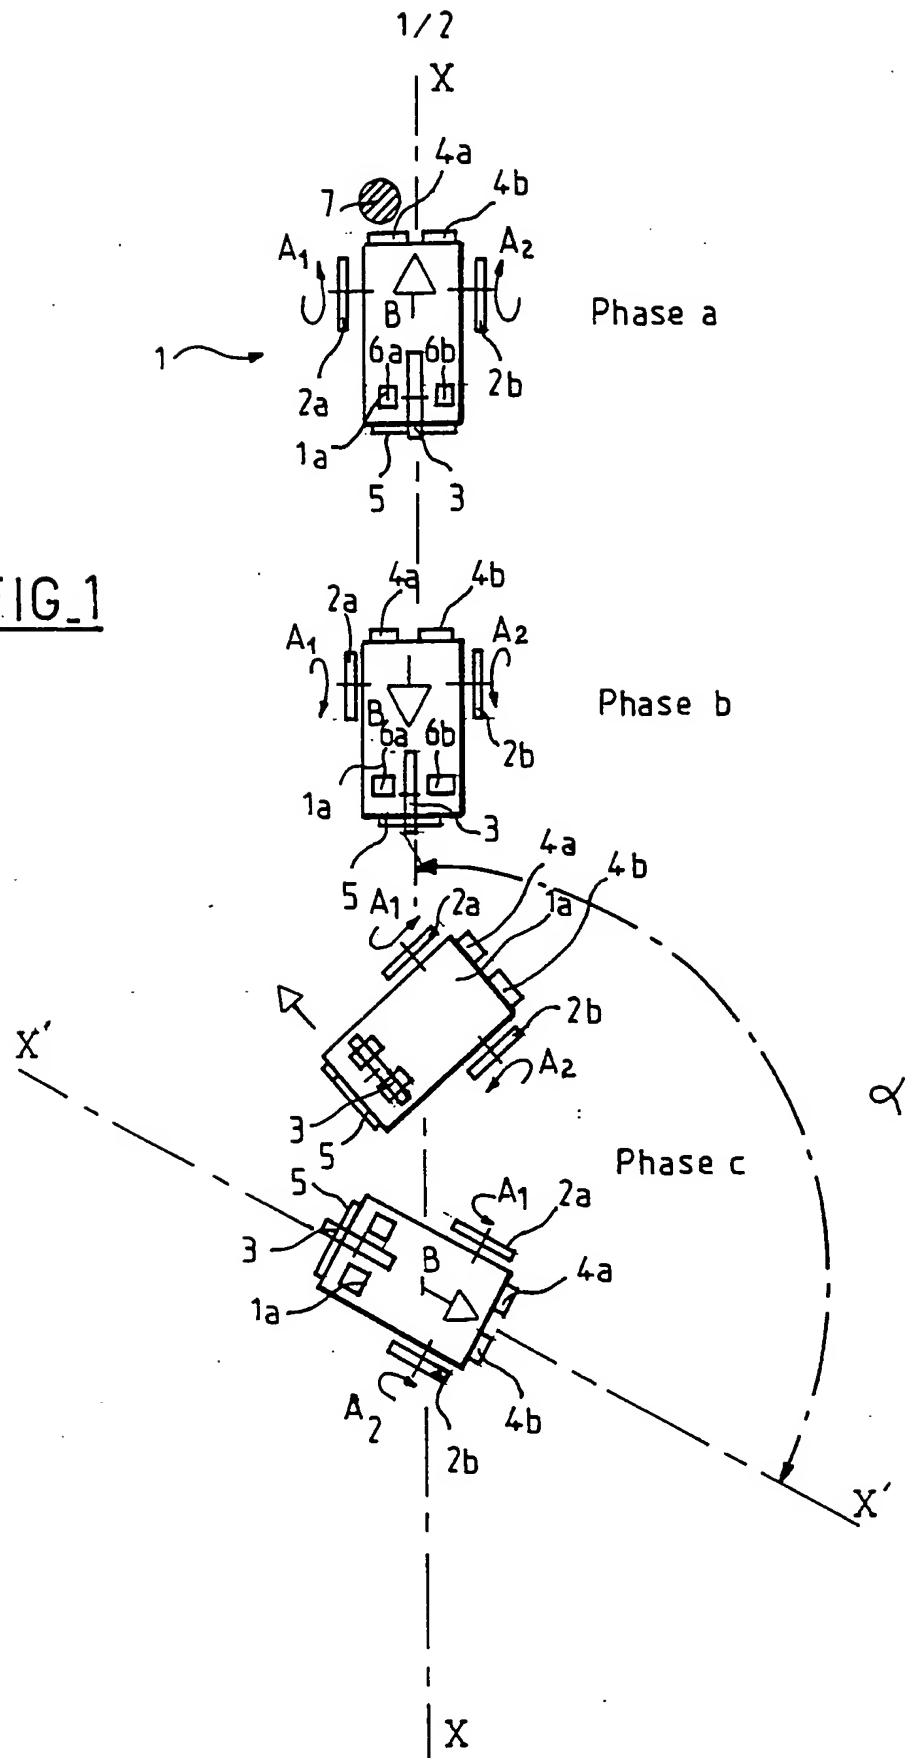 1/2
X
4a
4b
7
A1
A2
B
Phase a
1
6a
6b
2a
2b
1a
5
3
FIG_1
4a
4b
2a
A1
A2
B
Phase b
6a
6b
2b
1a
3
5
4a
4b
A1
2a
1a
2b
X'
A2
α
3
5
Phase c
5
A1
2a
3
B
4a
1a
A2
4b
2b
X'
X